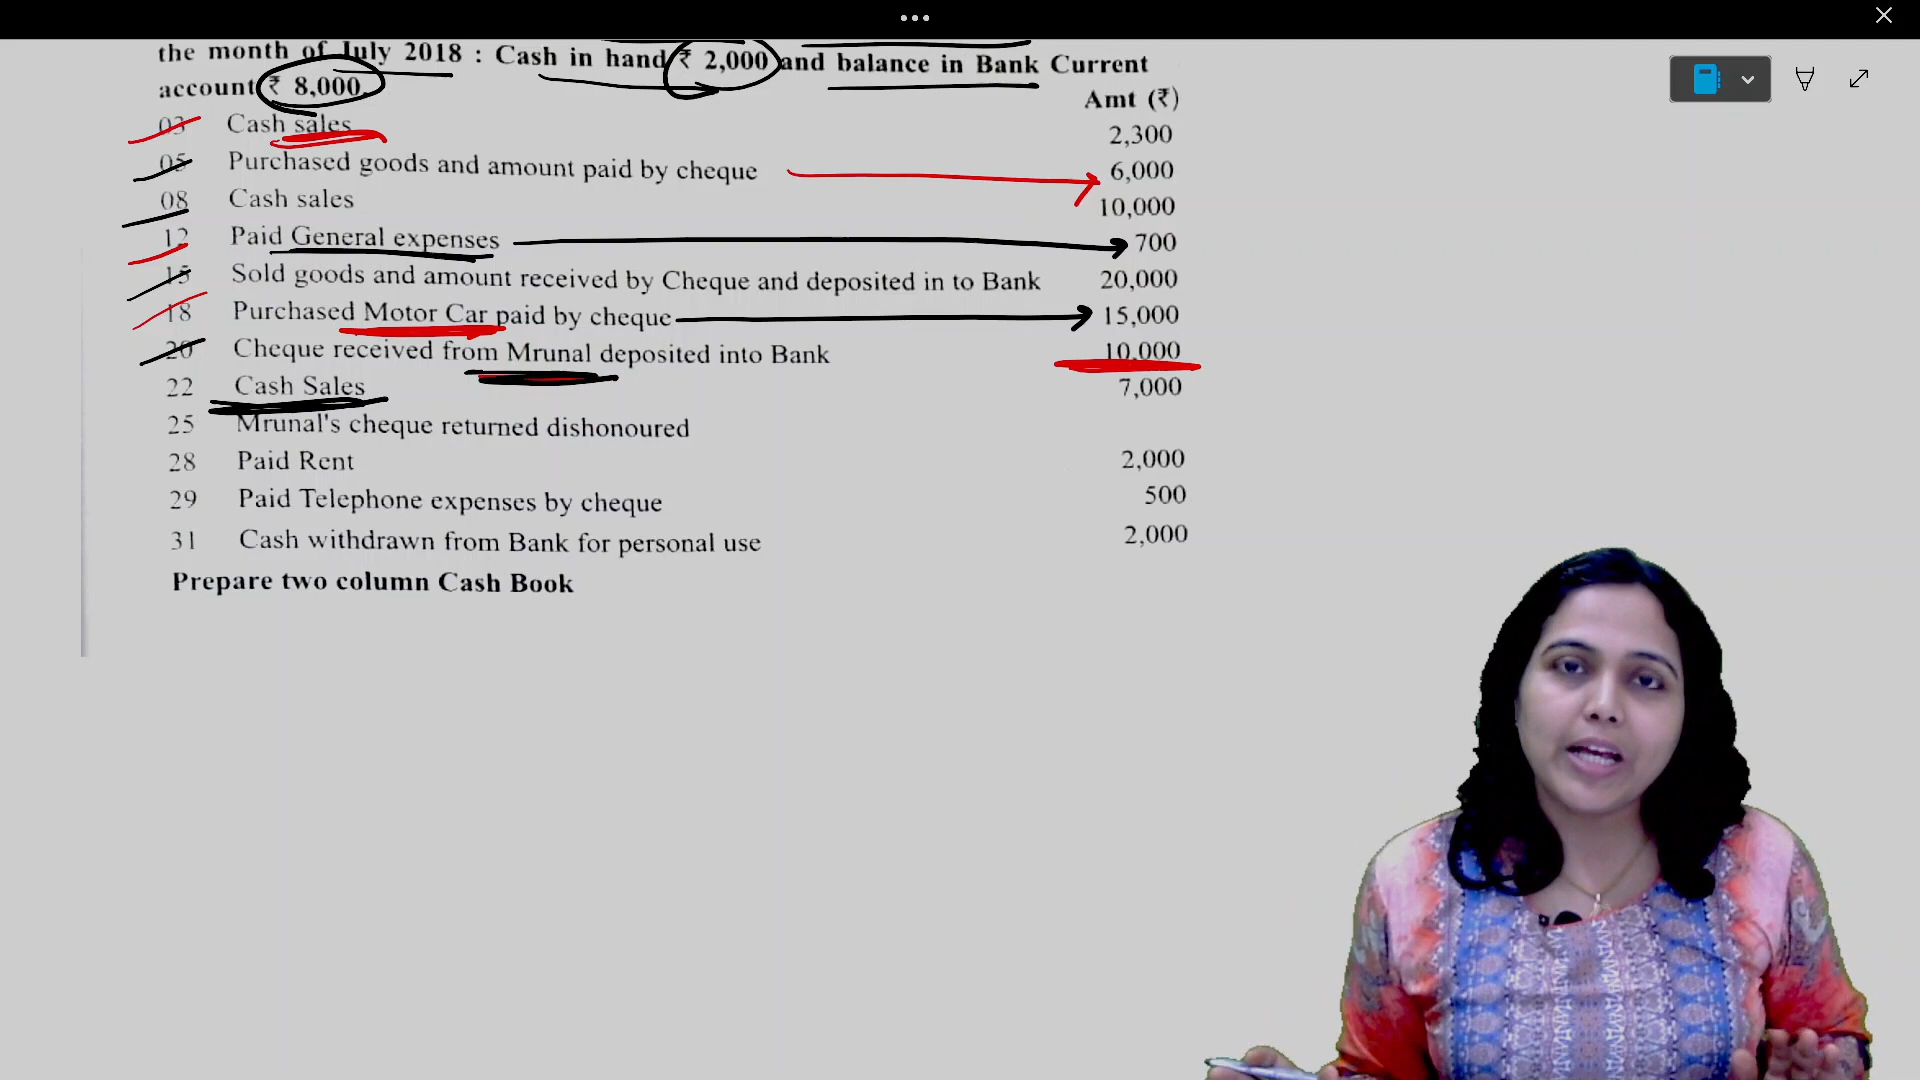 the month of July 2018 : Cash in hand ₹ 2,000 and balance in Bank Current
account ₹ 8,000.
Amt (₹)
03 Cash sales 2,300
05 Purchased goods and amount paid by cheque 6,000
08 Cash sales 10,000
12 Paid General expenses 700
15 Sold goods and amount received by Cheque and deposited in to Bank 20,000
18 Purchased Motor Car paid by cheque 15,000
20 Cheque received from Mrunal deposited into Bank 10,000
22 Cash Sales 7,000
25 Mrunal's cheque returned dishonoured
28 Paid Rent 2,000
29 Paid Telephone expenses by cheque 500
31 Cash withdrawn from Bank for personal use 2,000
Prepare two column Cash Book